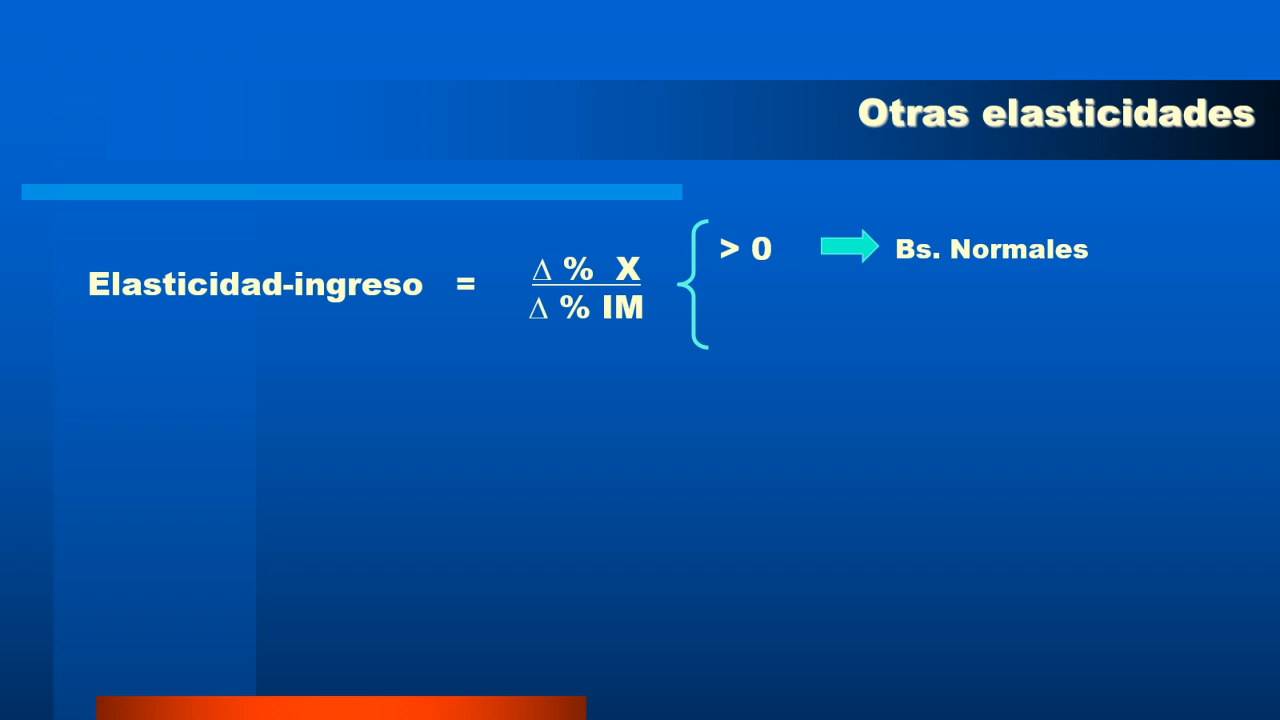 Otras elasticidades
> 0 Bs. Normales
Elasticidad-ingreso = ∆ % X
∆ % IM